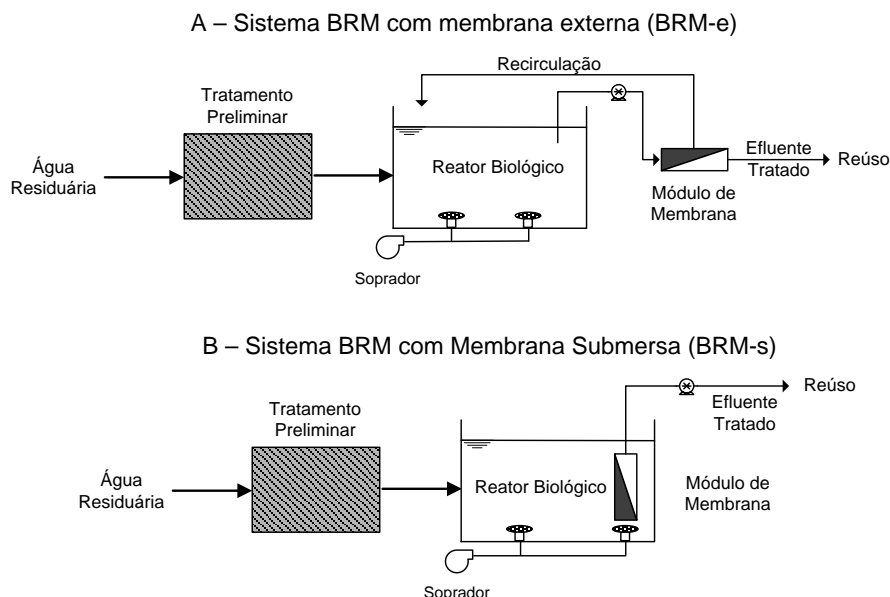 A – Sistema BRM com membrana externa (BRM-e)
Recirculação
Tratamento
Preliminar
Água
Residuária
Reator Biológico
Efluente
Tratado
Reúso
Módulo de
Membrana
Soprador
B – Sistema BRM com Membrana Submersa (BRM-s)
Reúso
Efluente
Tratado
Tratamento
Preliminar
Água
Residuária
Reator Biológico
Módulo de
Membrana
Soprador